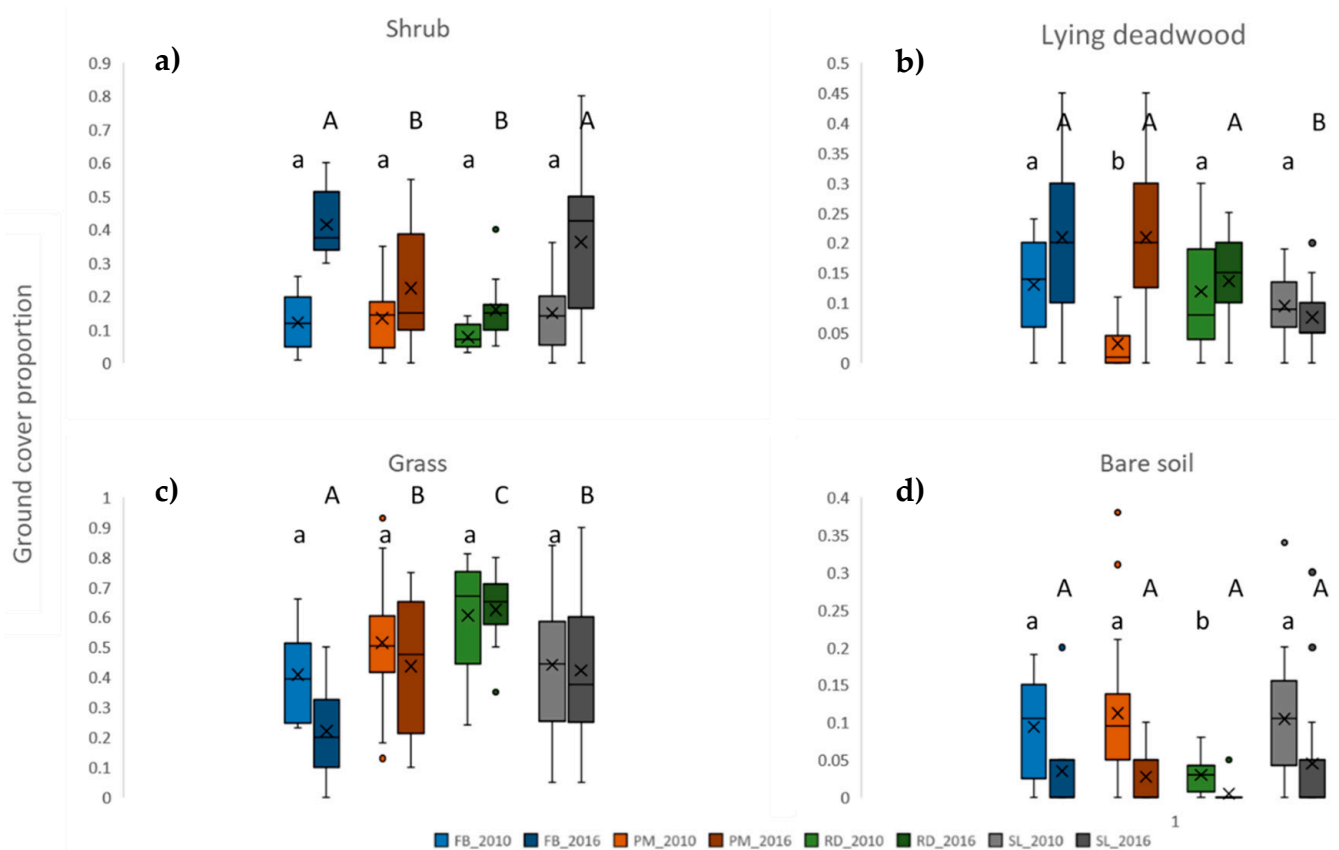 Ground cover proportion
Shrub
a)
0.9
0.8
0.7
0.6
0.5
0.4
0.3
0.2
0.1
0
A B B A
a a a a
Lying deadwood
b)
0.5
0.45
0.4
0.35
0.3
0.25
0.2
0.15
0.1
0.05
0
A A A B
a b a a
Grass
c)
1
0.9
0.8
0.7
0.6
0.5
0.4
0.3
0.2
0.1
0
A B C B
a a a a
Bare soil
d)
0.4
0.35
0.3
0.25
0.2
0.15
0.1
0.05
0
A A A A
a a b a
1
FB_2010 FB_2016 PM_2010 PM_2016 RD_2010 RD_2016 SL_2010 SL_2016